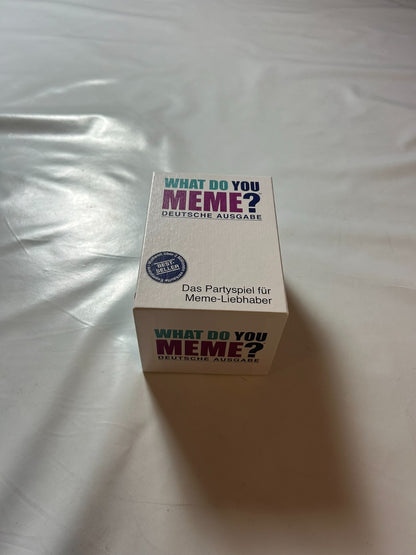 WHAT DO YOU
MEME?
DEUTSCHE AUSGABE
BEST-
SELLER
Das Partyspiel für
Meme-Liebhaber
WHAT DO YOU
MEME?
DEUTSCHE AUSGABE